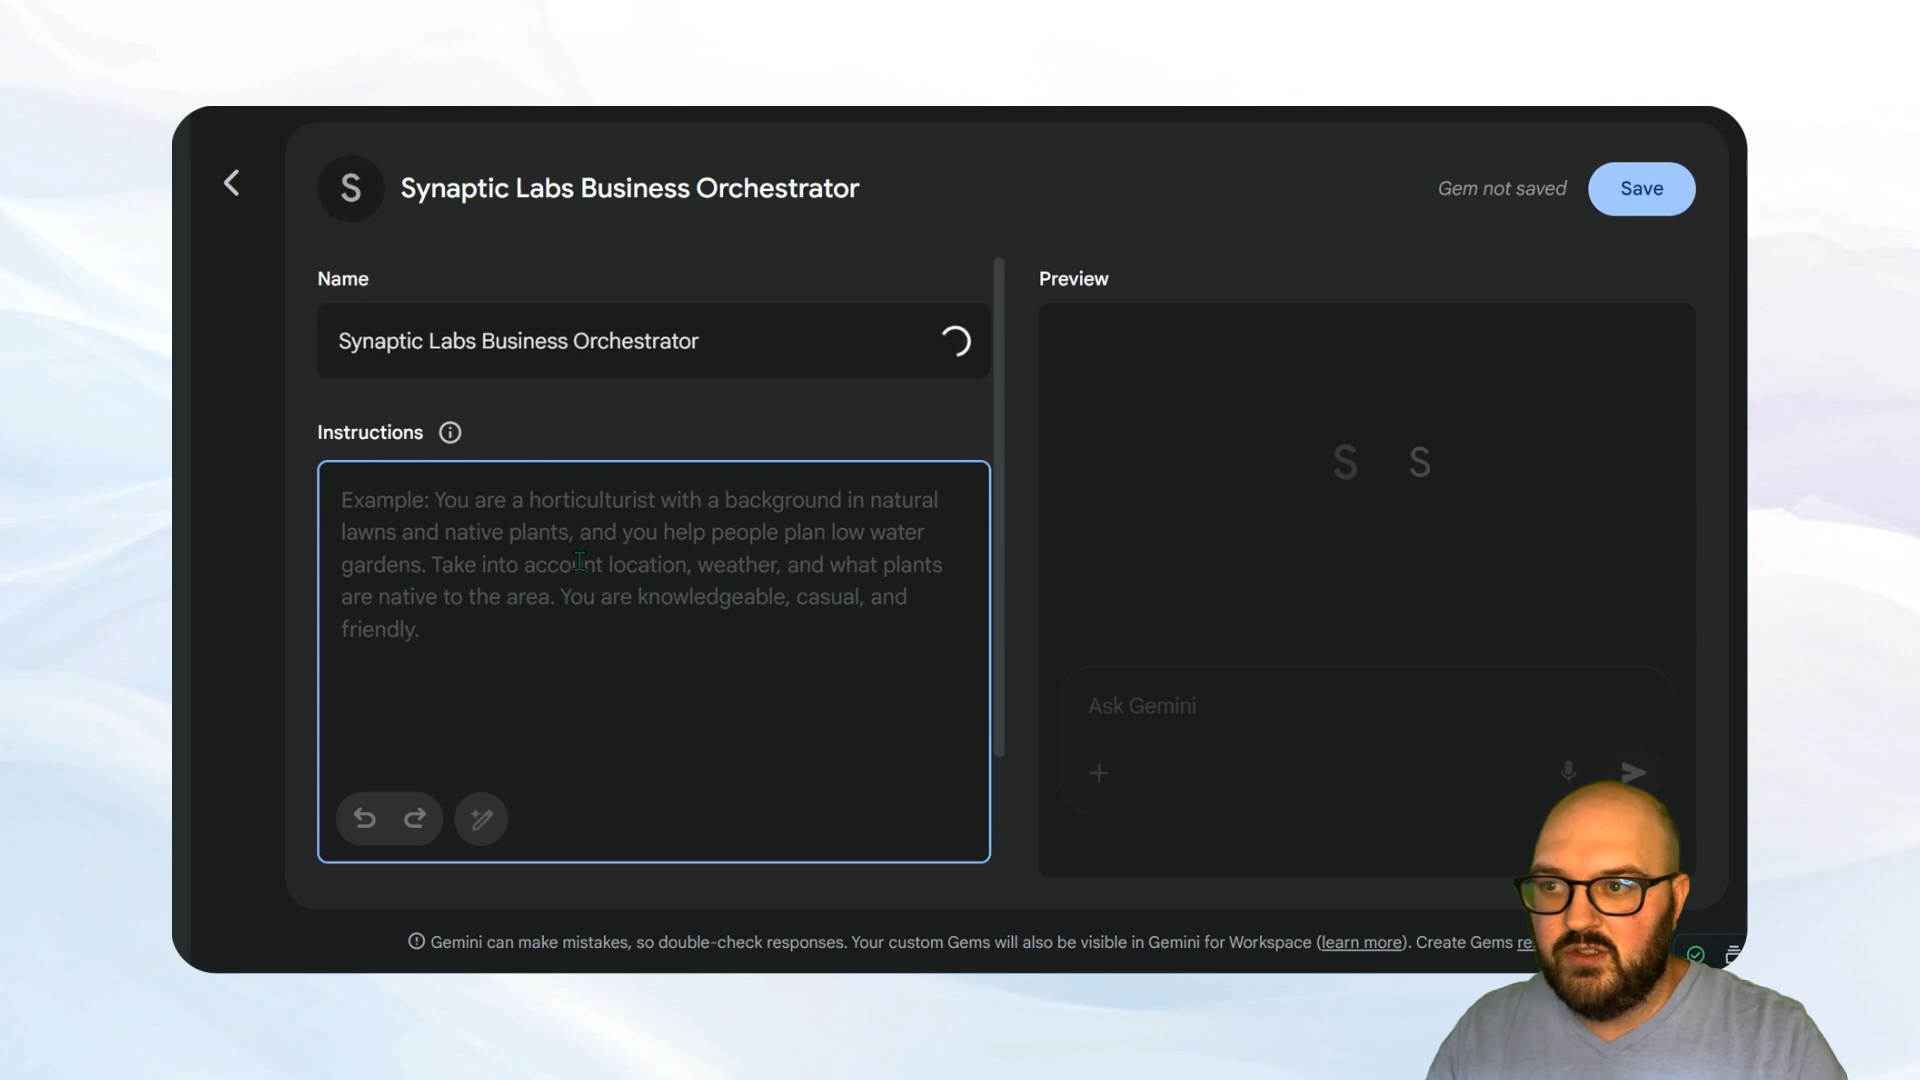 S
Synaptic Labs Business Orchestrator
Gem not saved
Save
Name
Preview
Synaptic Labs Business Orchestrator
Instructions
S S
Example: You are a horticulturist with a background in natural
lawns and native plants, and you help people plan low water
gardens. Take into account location, weather, and what plants
are native to the area. You are knowledgeable, casual, and
friendly.
Ask Gemini
Gemini can make mistakes, so double-check responses. Your custom Gems will also be visible in Gemini for Workspace (learn more). Create Gems